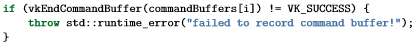 if (vkEndCommandBuffer(commandBuffers[i]) != VK_SUCCESS) {
    throw std::runtime_error("failed to record command buffer!");
}